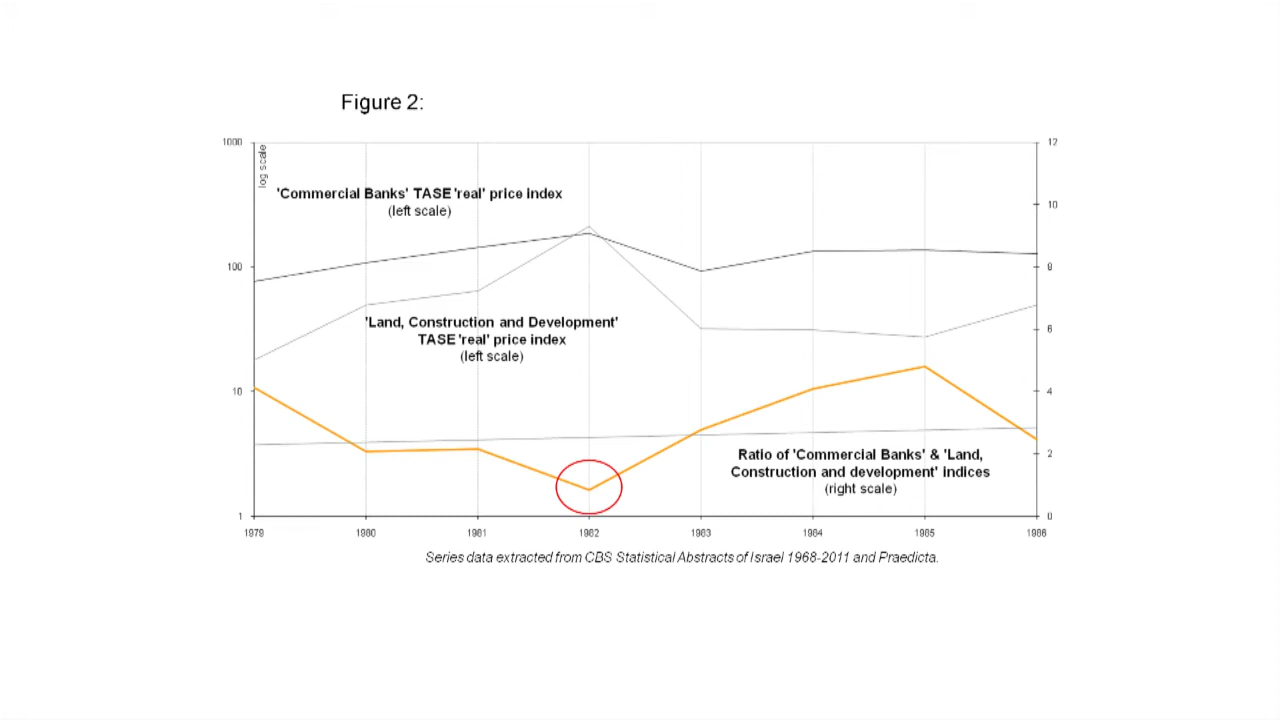 Figure 2:
1000
12
log scale
'Commercial Banks' TASE 'real' price index
(left scale)
10
100
8
'Land, Construction and Development'
TASE 'real' price index
(left scale)
6
10
4
Ratio of 'Commercial Banks' & 'Land,
Construction and development' indices
(right scale)
2
1
0
1979 1980 1981 1982 1983 1984 1985 1986
Series data extracted from CBS Statistical Abstracts of Israel 1968-2011 and Praedicta.